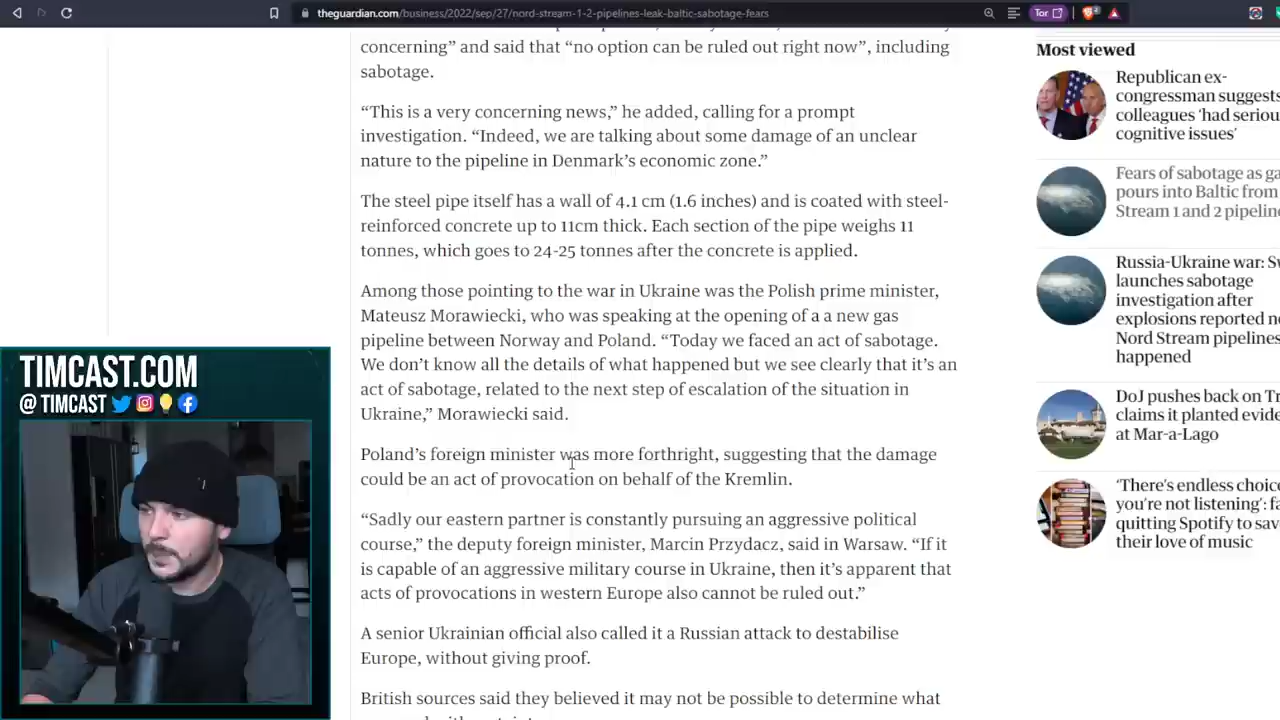 theguardian.com/business/2022/sep/27/nord-stream-1-2-pipelines-leak-baltic-sabotage-fears
Tor
concerning” and said that “no option can be ruled out right now”, including
sabotage.
“This is a very concerning news,” he added, calling for a prompt
investigation. “Indeed, we are talking about some damage of an unclear
nature to the pipeline in Denmark’s economic zone.”
The steel pipe itself has a wall of 4.1 cm (1.6 inches) and is coated with steel-
reinforced concrete up to 11cm thick. Each section of the pipe weighs 11
tonnes, which goes to 24-25 tonnes after the concrete is applied.
Among those pointing to the war in Ukraine was the Polish prime minister,
Mateusz Morawiecki, who was speaking at the opening of a a new gas
pipeline between Norway and Poland. “Today we faced an act of sabotage.
We don’t know all the details of what happened but we see clearly that it’s an
act of sabotage, related to the next step of escalation of the situation in
Ukraine,” Morawiecki said.
Poland’s foreign minister was more forthright, suggesting that the damage
could be an act of provocation on behalf of the Kremlin.
“Sadly our eastern partner is constantly pursuing an aggressive political
course,” the deputy foreign minister, Marcin Przydacz, said in Warsaw. “If it
is capable of an aggressive military course in Ukraine, then it’s apparent that
acts of provocations in western Europe also cannot be ruled out.”
A senior Ukrainian official also called it a Russian attack to destabilise
Europe, without giving proof.
British sources said they believed it may not be possible to determine what
Most viewed
Republican ex-
congressman suggests
colleagues ‘had seriou
cognitive issues’
Fears of sabotage as ga
pours into Baltic from
Stream 1 and 2 pipelin
Russia-Ukraine war: Sw
launches sabotage
investigation after
explosions reported ne
Nord Stream pipelines
happened
DoJ pushes back on Tr
claims it planted evide
at Mar-a-Lago
‘There’s endless choice
you’re not listening’: fa
quitting Spotify to save
their love of music
TIMCAST.COM
@ TIMCAST